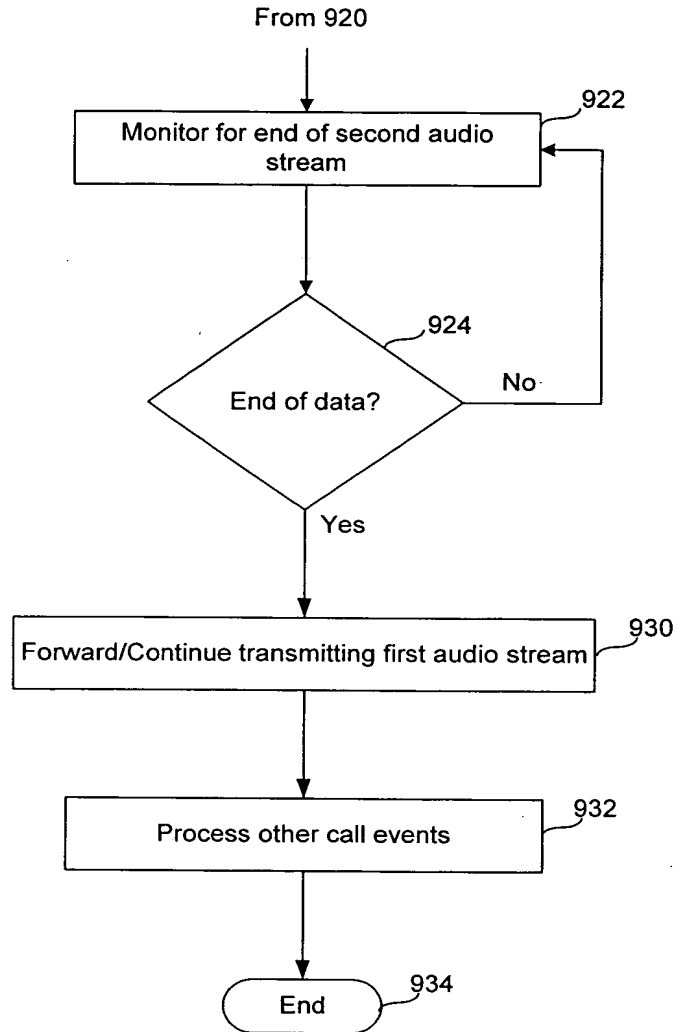 From 920
922
Monitor for end of second audio
stream
924
End of data?
No
Yes
930
Forward/Continue transmitting first audio stream
932
Process other call events
934
End